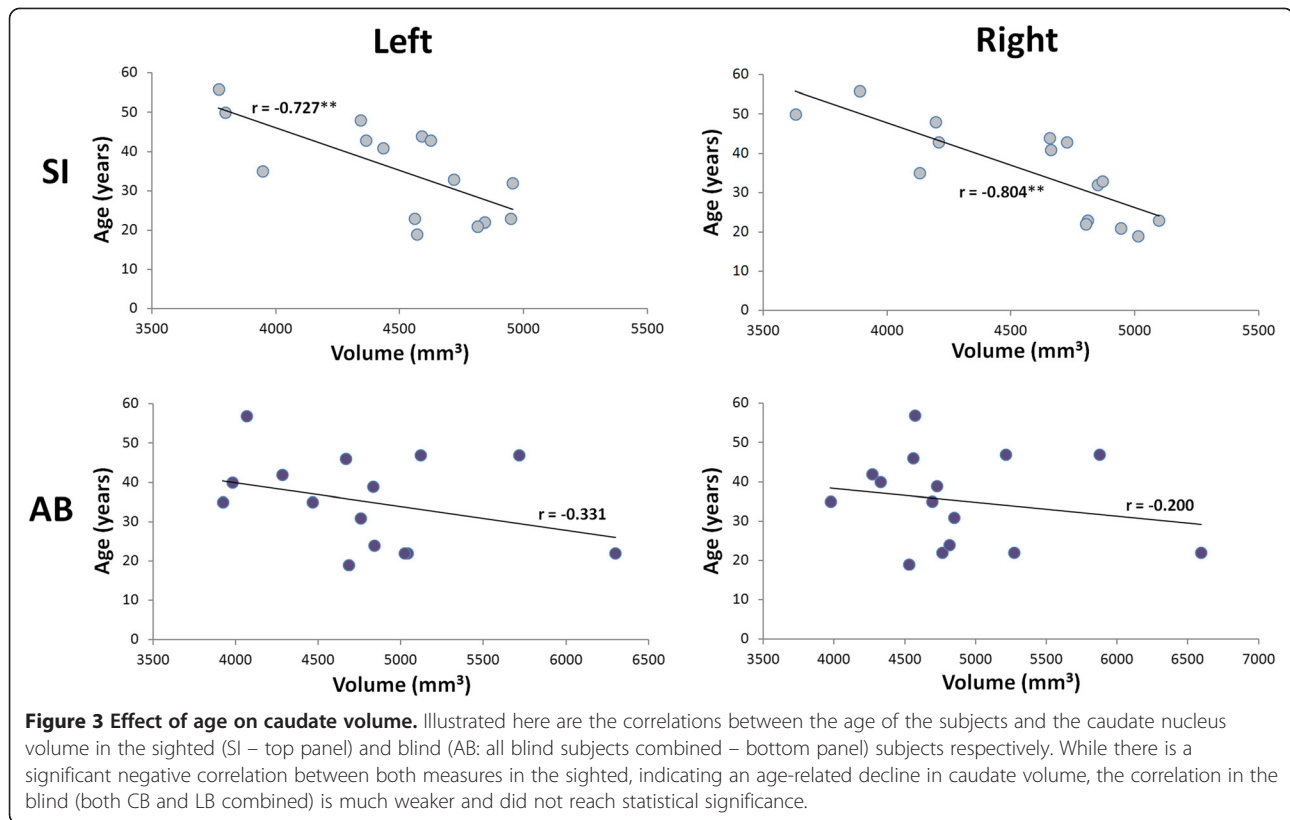 Left
Right
SI
Age (years)
60
50
40
30
20
10
0
r = -0.727**
3500
4000
4500
5000
5500
Volume (mm³)
Age (years)
60
50
40
30
20
10
0
r = -0.804**
3500
4000
4500
5000
5500
Volume (mm³)
AB
Age (years)
60
50
40
30
20
10
0
r = -0.331
3500
4000
4500
5000
5500
6000
6500
Volume (mm³)
Age (years)
60
50
40
30
20
10
0
r = -0.200
3500
4000
4500
5000
5500
6000
6500
7000
Volume (mm³)
Figure 3 Effect of age on caudate volume. Illustrated here are the correlations between the age of the subjects and the caudate nucleus
volume in the sighted (SI – top panel) and blind (AB: all blind subjects combined – bottom panel) subjects respectively. While there is a
significant negative correlation between both measures in the sighted, indicating an age-related decline in caudate volume, the correlation in the
blind (both CB and LB combined) is much weaker and did not reach statistical significance.